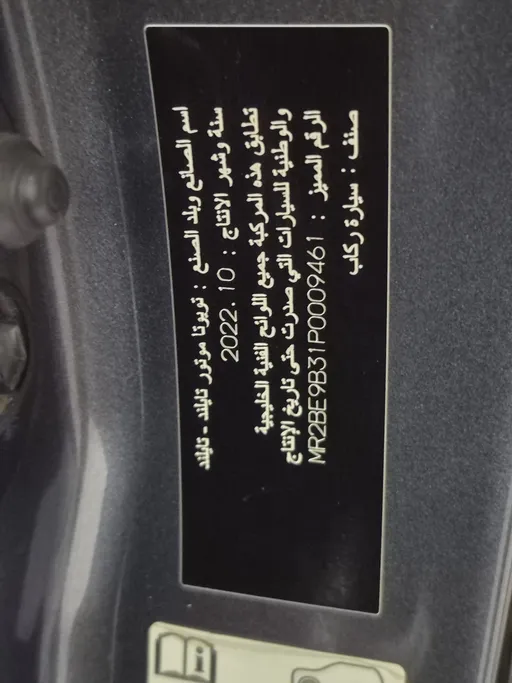 اسم الصانع وبلد الصنع : تويوتا موتور تايلند - تايلند
سنة وشهر الانتاج : 2022.10
تطابق هذه المركبة جميع اللوائح الفنية الخليجية
والوطنية للسيارات التي صدرت حتى تاريخ الإنتاج
الرقم المميز : MR2BE9B31P0009461
صنف : سيارة ركاب